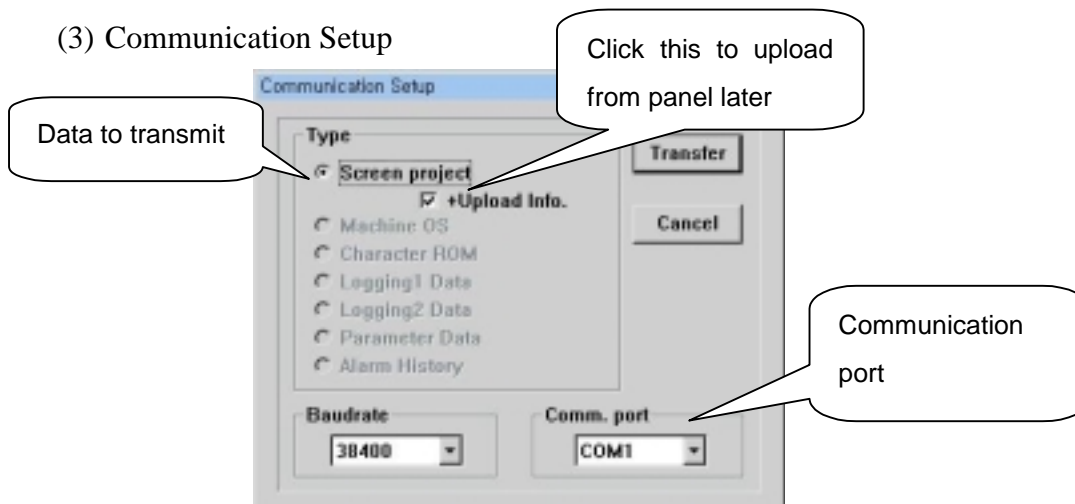 (3) Communication Setup
Click this to upload
from panel later
Communication Setup
Data to transmit
Type
Screen project
+Upload Info.
Machine OS
Character ROM
Logging1 Data
Logging2 Data
Parameter Data
Alarm History
Transfer
Cancel
Communication
port
Baudrate
38400
Comm. port
COM1